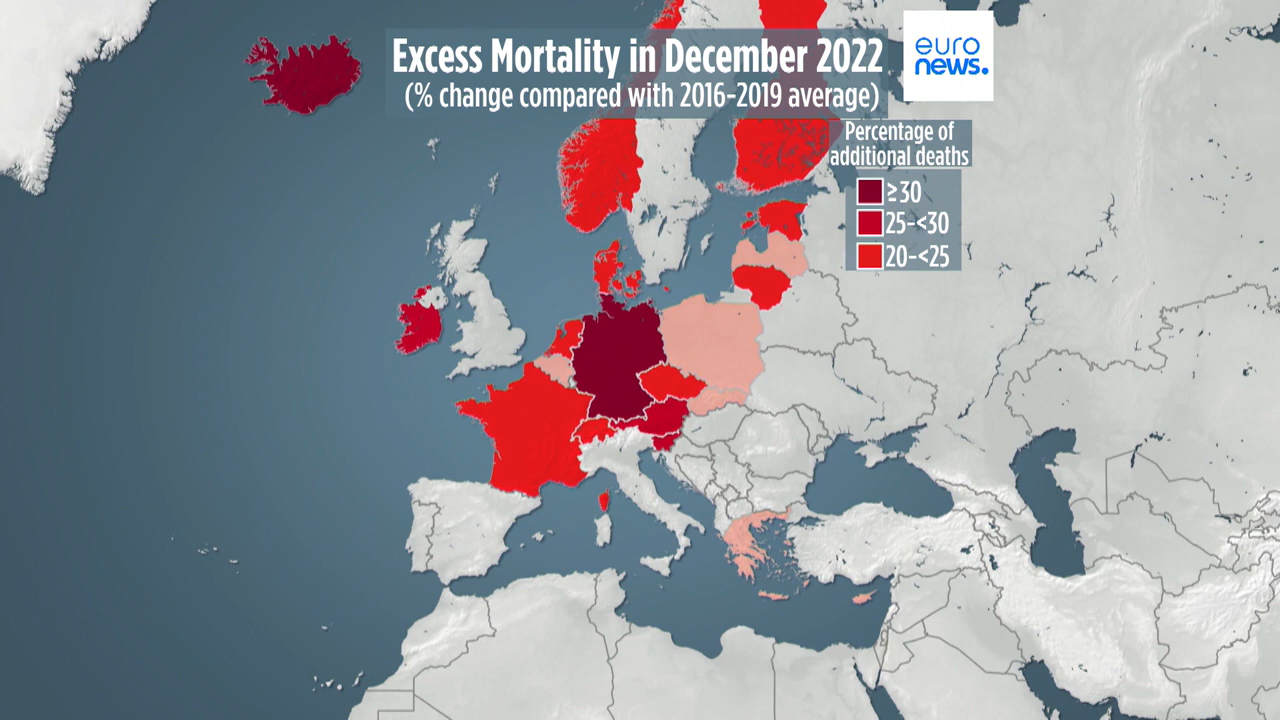 Excess Mortality in December 2022
(% change compared with 2016-2019 average)
euro
news.
Percentage of
additional deaths
≥30
25-<30
20-<25